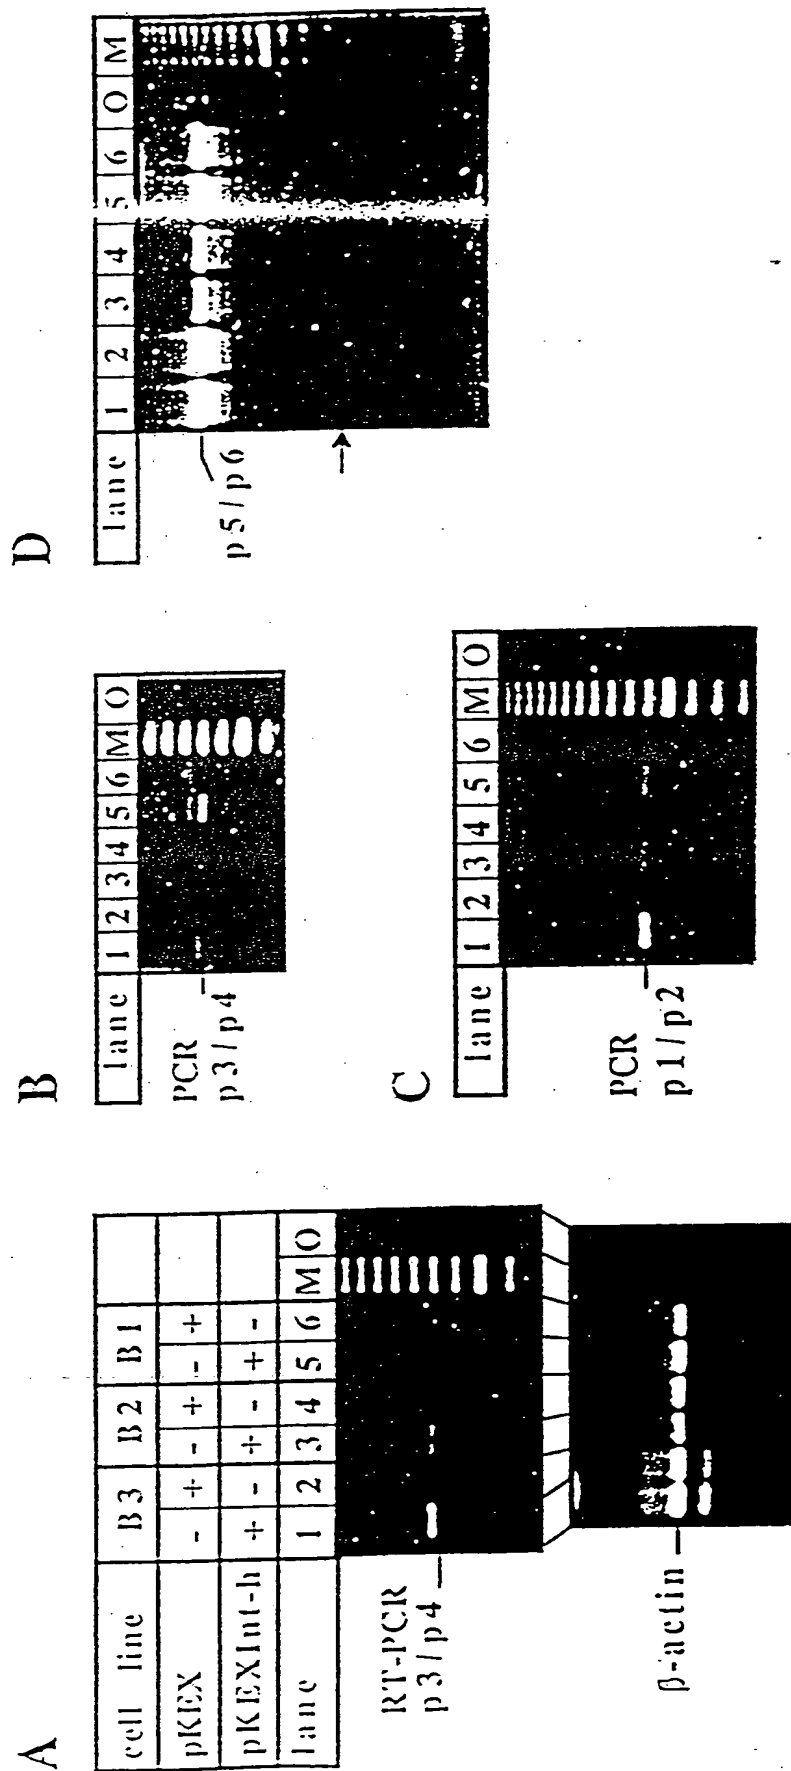 A
cell line B3 B2 B1
pKEX - + - + - +
pKEXInt-h + - + - + -
lane 1 2 3 4 5 6 M O
RT-PCR
p3/p4
β-actin
B
lane 1 2 3 4 5 6 M O
PCR
p3/p4
C
lane 1 2 3 4 5 6 M O
PCR
p1/p2
D
lane 1 2 3 4 5 6 O M
p5/p6